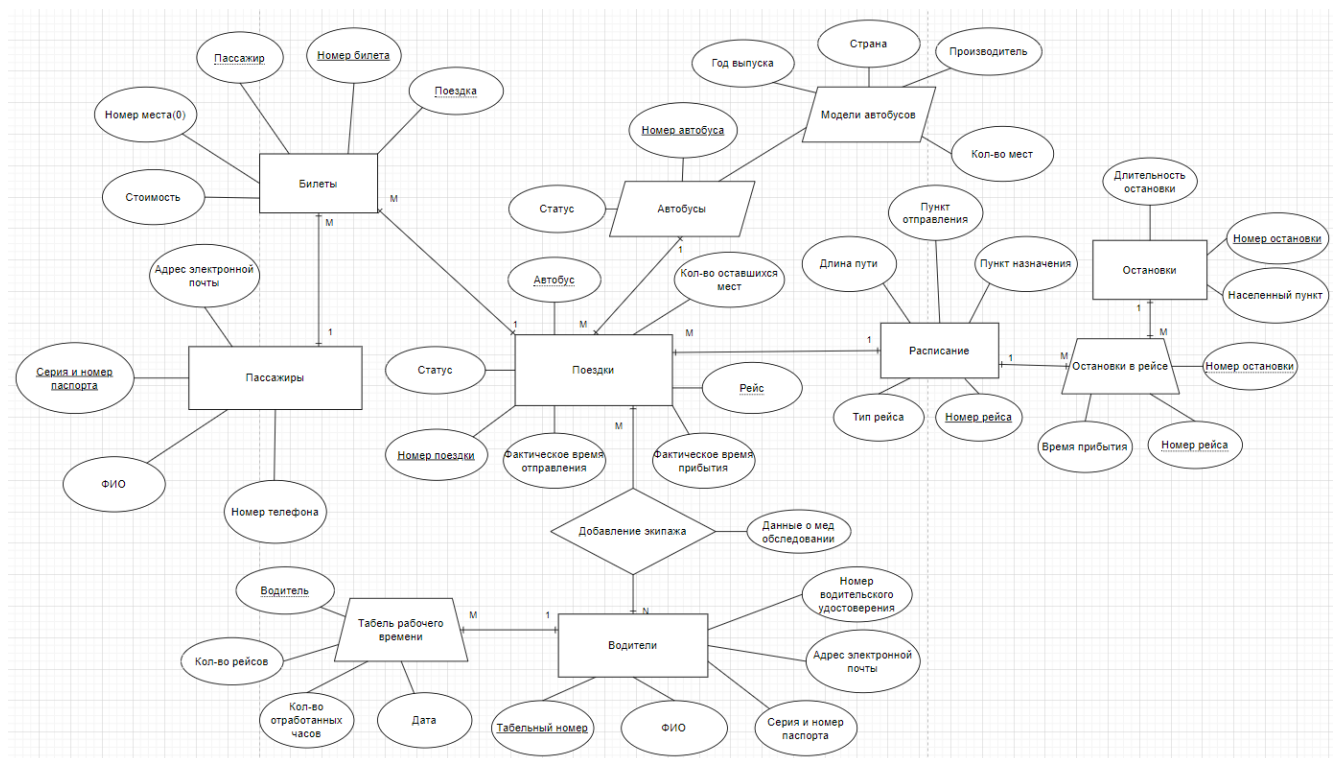 Страна
Производитель
Год выпуска
Пассажир
Номер билета
Поездка
Номер места(0)
Модели автобусов
Номер автобуса
Кол-во мест
Билеты
Длительность
остановки
Стоимость
М
М
Статус
Автобусы
Пункт
отправления
Номер остановки
1
Адрес электронной
почты
Автобус
Кол-во оставшихся
мест
Длина пути
Пункт назначения
Остановки
Населенный пункт
1
1
1
М
М
1
М
Серия и номер
паспорта
Пассажиры
Статус
Поездки
Расписание
1
М
Остановки в рейсе
Номер остановки
Рейс
Тип рейса
Номер рейса
М
Время прибытия
Номер рейса
Номер поездки
Фактическое время
отправления
Фактическое время
прибытия
ФИО
Номер телефона
Добавление экипажа
Данные о мед
обследовании
Водитель
Номер
водительского
удостоверения
Табель рабочего
времени
М
1
N
Водители
Адрес электронной
почты
Кол-во рейсов
Кол-во
отработанных
часов
Дата
Табельный номер
ФИО
Серия и номер
паспорта